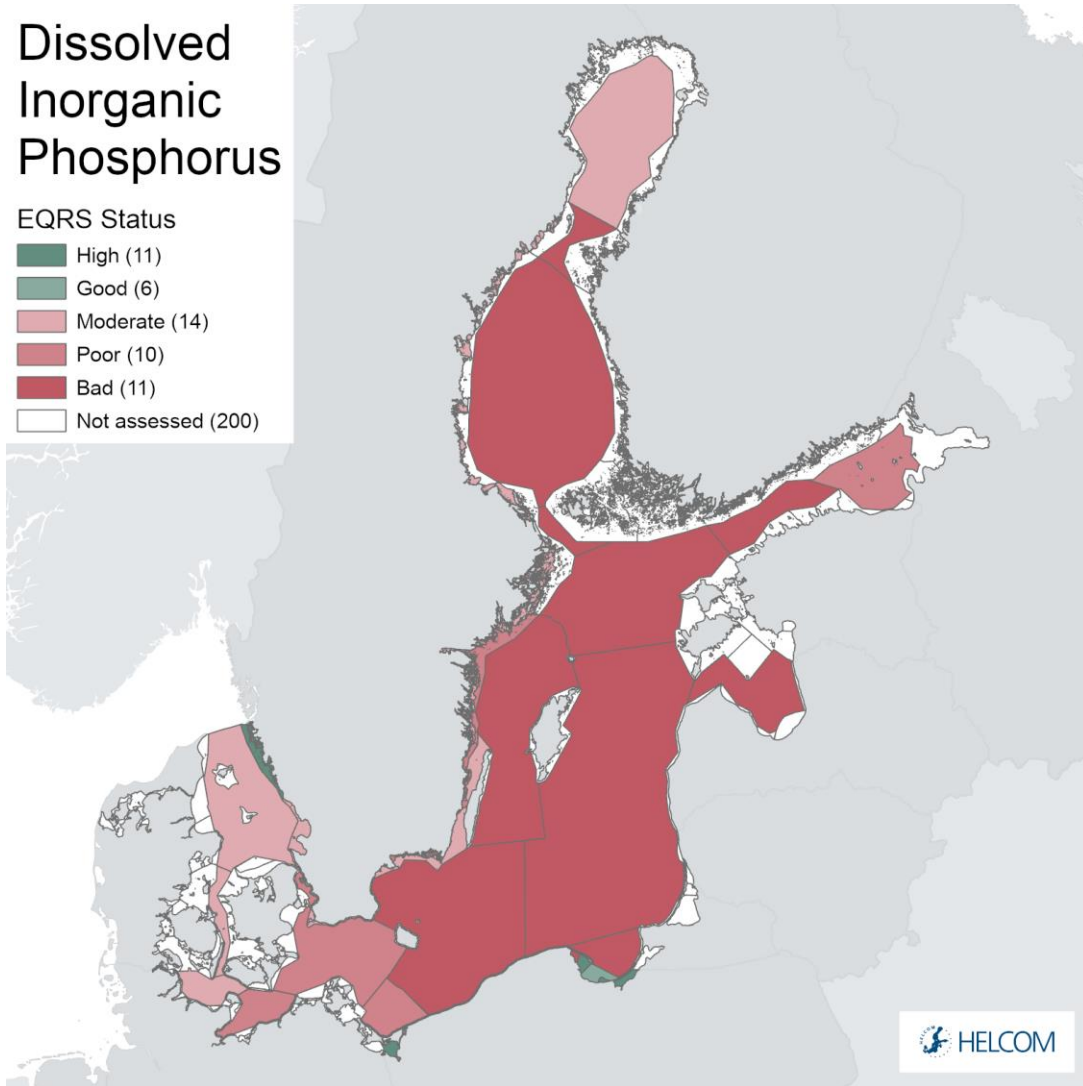 Dissolved
Inorganic
Phosphorus
EQRS Status
High (11)
Good (6)
Moderate (14)
Poor (10)
Bad (11)
Not assessed (200)
HELCOM